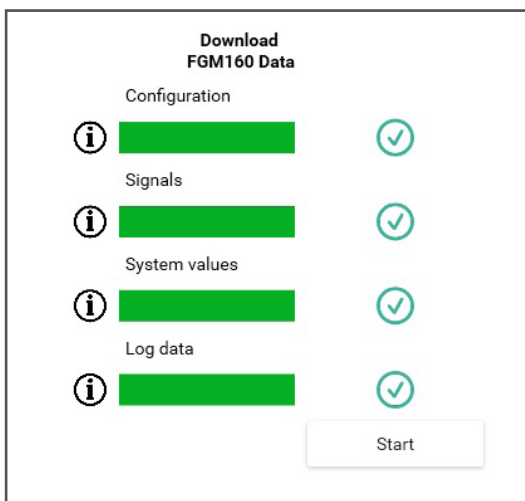 Download
FGM160 Data
Configuration
Signals
System values
Log data
Start